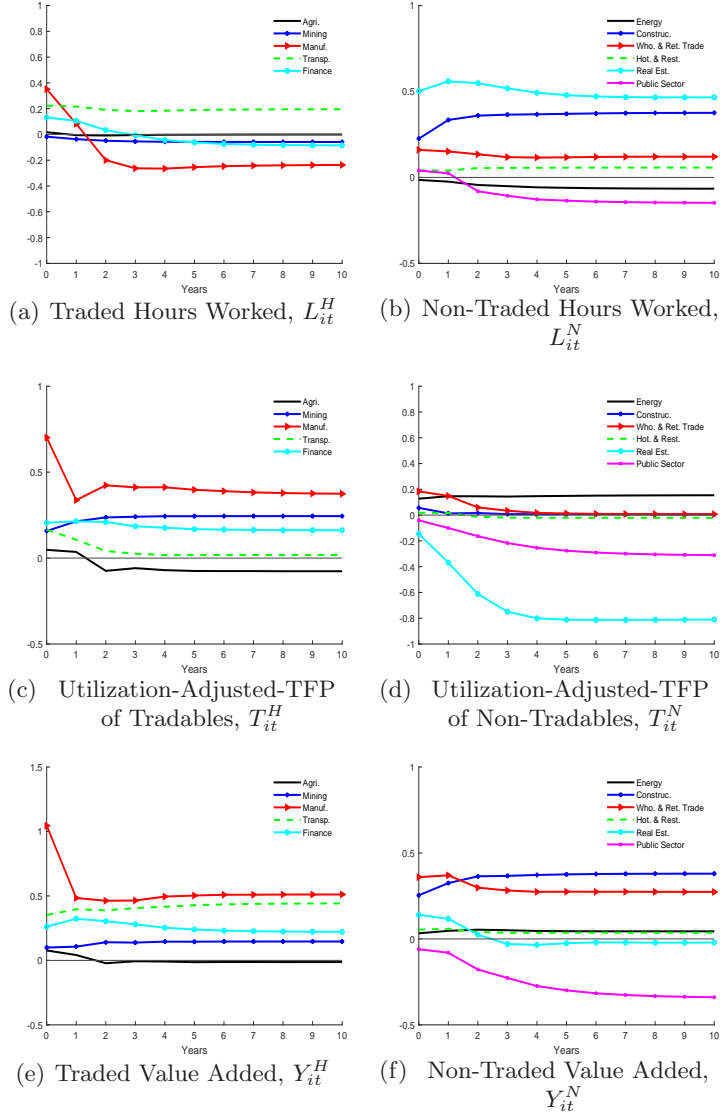 1
0.8
0.6
0.4
0.2
0
-0.2
-0.4
-0.6
-0.8
-1
0 1 2 3 4 5 6 7 8 9 10
Years
Agri.
Mining
Manuf.
Transp.
Finance
(a) Traded Hours Worked, L_{it}^H
1
0.5
0
-0.5
0 1 2 3 4 5 6 7 8 9 10
Years
Energy
Construc.
Who. & Ret. Trade
Hot. & Rest.
Real Est.
Public Sector
(b) Non-Traded Hours Worked,
L_{it}^N
1
0.5
0
-0.5
0 1 2 3 4 5 6 7 8 9 10
Years
Agri.
Mining
Manuf.
Transp.
Finance
(c) Utilization-Adjusted-TFP
of Tradables, T_{it}^H
1
0.8
0.6
0.4
0.2
0
-0.2
-0.4
-0.6
-0.8
-1
0 1 2 3 4 5 6 7 8 9 10
Years
Energy
Construc.
Who. & Ret. Trade
Hot. & Rest.
Real Est.
Public Sector
(d) Utilization-Adjusted-TFP
of Non-Tradables, T_{it}^N
1.5
1
0.5
0
-0.5
0 1 2 3 4 5 6 7 8 9 10
Years
Agri.
Mining
Manuf.
Transp.
Finance
(e) Traded Value Added, Y_{it}^H
1
0.5
0
-0.5
0 1 2 3 4 5 6 7 8 9 10
Years
Energy
Construc.
Who. & Ret. Trade
Hot. & Rest.
Real Est.
Public Sector
(f) Non-Traded Value Added,
Y_{it}^N